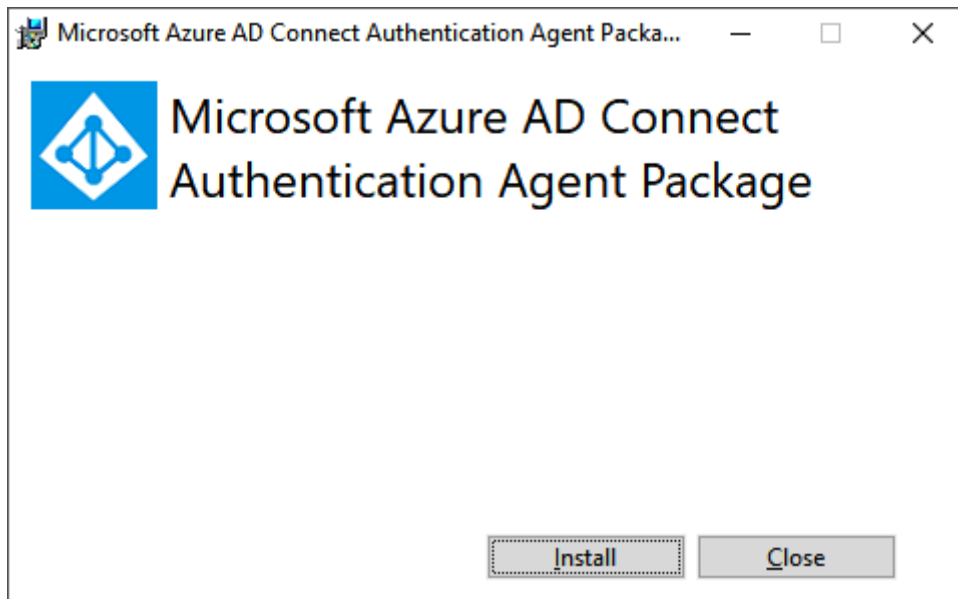 Microsoft Azure AD Connect Authentication Agent Packa...
Microsoft Azure AD Connect
Authentication Agent Package
Install
Close